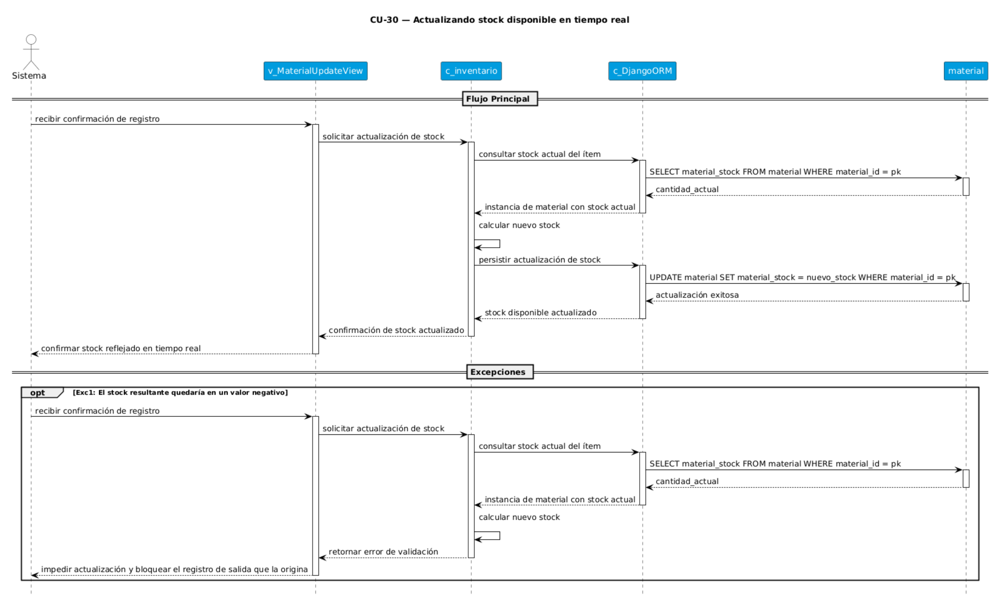 CU-30 — Actualizando stock disponible en tiempo real
Sistema
v_MaterialUpdateView
c_inventario
c_DjangoORM
material
Flujo Principal
recibir confirmación de registro
solicitar actualización de stock
consultar stock actual del ítem
SELECT material_stock FROM material WHERE material_id = pk
cantidad_actual
instancia de material con stock actual
calcular nuevo stock
persistir actualización de stock
UPDATE material SET material_stock = nuevo_stock WHERE material_id = pk
actualización exitosa
stock disponible actualizado
confirmación de stock actualizado
confirmar stock reflejado en tiempo real
Excepciones
opt [Exc1: El stock resultante quedaría en un valor negativo]
recibir confirmación de registro
solicitar actualización de stock
consultar stock actual del ítem
SELECT material_stock FROM material WHERE material_id = pk
cantidad_actual
instancia de material con stock actual
calcular nuevo stock
retornar error de validación
impedir actualización y bloquear el registro de salida que la origina